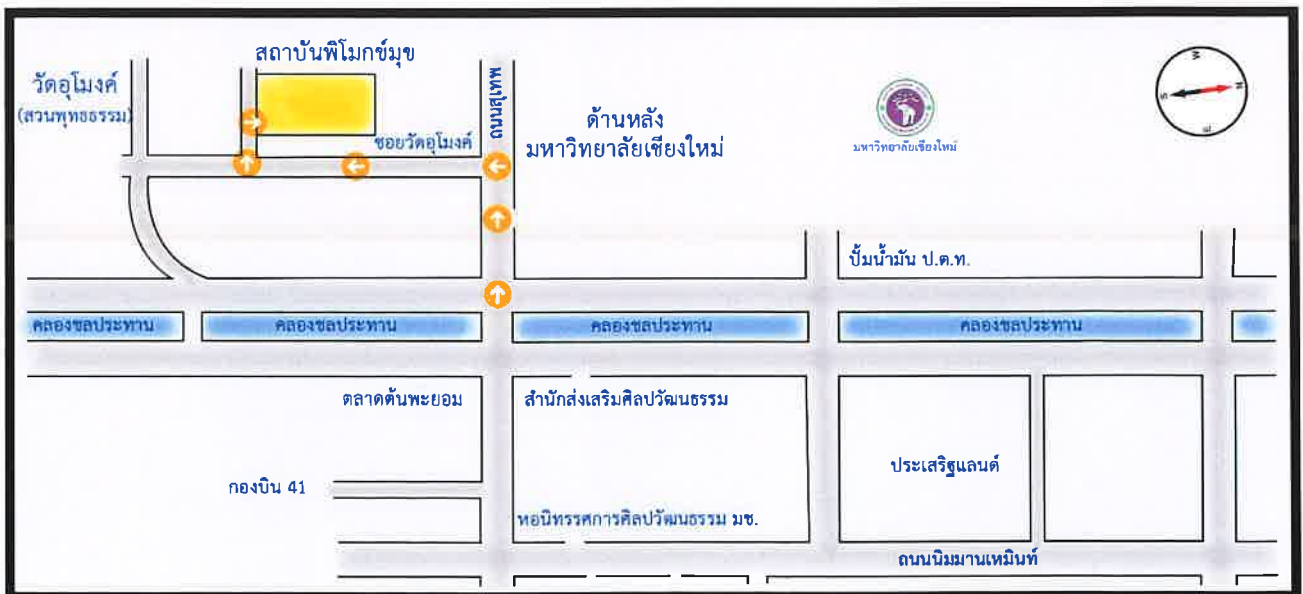 สถาบันพิโมกข์มุข
วัดอุโมงค์
(สวนพุทธธรรม)
ซอยวัดอุโมงค์
ถนนสุเทพ
ด้านหลัง
มหาวิทยาลัยเชียงใหม่
มหาวิทยาลัยเชียงใหม่
W
S
N
E
ปั้มน้ำมัน ป.ต.ท.
คลองชลประทาน
คลองชลประทาน
คลองชลประทาน
คลองชลประทาน
ตลาดต้นพะยอม
สำนักส่งเสริมศิลปวัฒนธรรม
ประเสริฐแลนด์
กองบิน 41
หอนิทรรศการศิลปวัฒนธรรม มช.
ถนนนิมมานเหมินท์